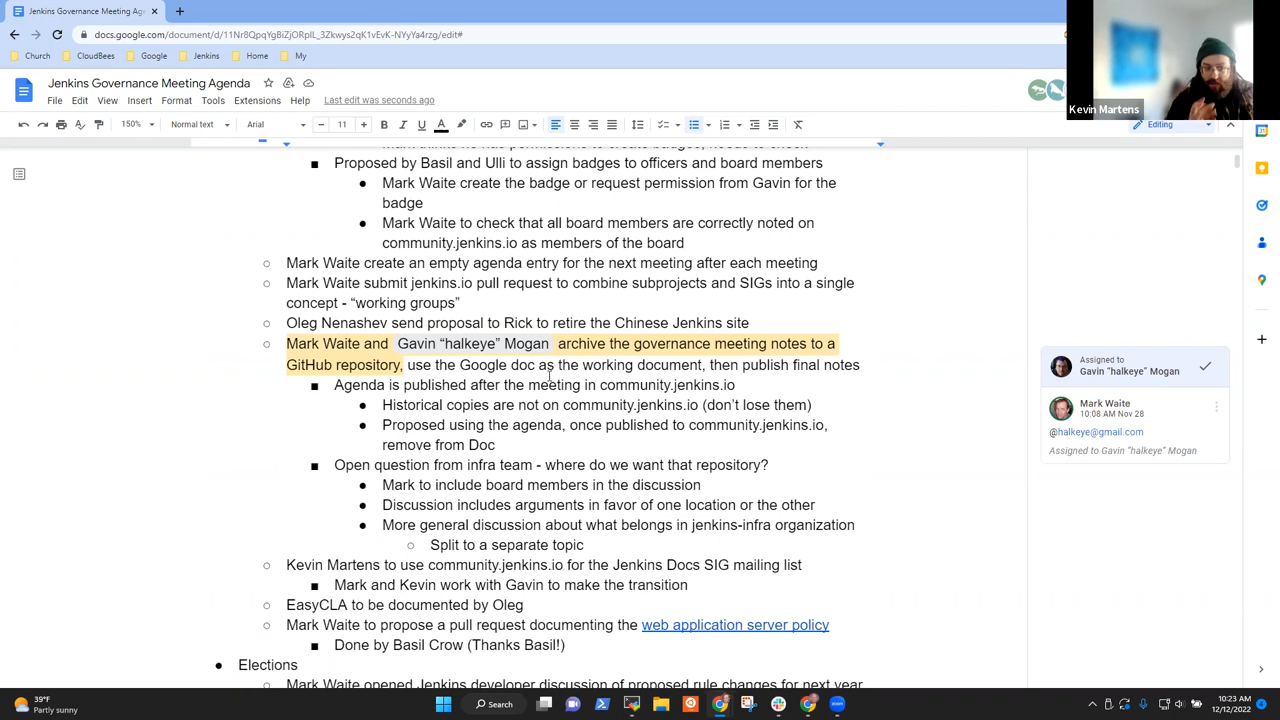 Jenkins Governance Meeting Age
docs.google.com/document/d/11Nr8QpqYgBiZjORpIL_3Zkwys2qK1vEvK-NYyYa4rzg/edit#
Church
CloudBees
Google
Jenkins
Home
My
Jenkins Governance Meeting Agenda
File Edit View Insert Format Tools Extensions Help Last edit was seconds ago
150% Normal text Arial 11
Editing
Kevin Martens
Proposed by Basil and Ulli to assign badges to officers and board members
Mark Waite create the badge or request permission from Gavin for the
badge
Mark Waite to check that all board members are correctly noted on
community.jenkins.io as members of the board
Mark Waite create an empty agenda entry for the next meeting after each meeting
Mark Waite submit jenkins.io pull request to combine subprojects and SIGs into a single
concept - “working groups”
Oleg Nenashev send proposal to Rick to retire the Chinese Jenkins site
Mark Waite and Gavin “halkeye” Mogan archive the governance meeting notes to a
GitHub repository, use the Google doc as the working document, then publish final notes
Agenda is published after the meeting in community.jenkins.io
Historical copies are not on community.jenkins.io (don’t lose them)
Proposed using the agenda, once published to community.jenkins.io,
remove from Doc
Open question from infra team - where do we want that repository?
Mark to include board members in the discussion
Discussion includes arguments in favor of one location or the other
More general discussion about what belongs in jenkins-infra organization
Split to a separate topic
Kevin Martens to use community.jenkins.io for the Jenkins Docs SIG mailing list
Mark and Kevin work with Gavin to make the transition
EasyCLA to be documented by Oleg
Mark Waite to propose a pull request documenting the web application server policy
Done by Basil Crow (Thanks Basil!)
Elections
Mark Waite opened Jenkins developer discussion of proposed rule changes for next year
Assigned to
Gavin “halkeye” Mogan
Mark Waite
10:08 AM Nov 28
@halkeye@gmail.com
Assigned to Gavin “halkeye” Mogan
39°F
Partly sunny
Search
10:23 AM
12/12/2022